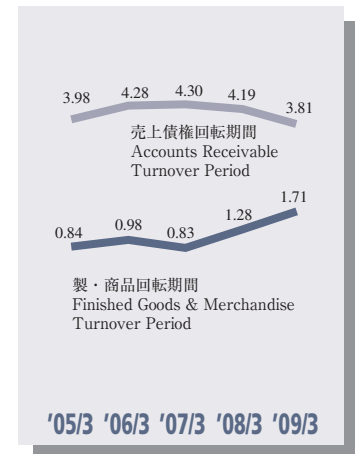 3.98 4.28 4.30 4.19 3.81
売上債権回転期間
Accounts Receivable
Turnover Period
0.84 0.98 0.83 1.28 1.71
製・商品回転期間
Finished Goods & Merchandise
Turnover Period
'05/3 '06/3 '07/3 '08/3 '09/3